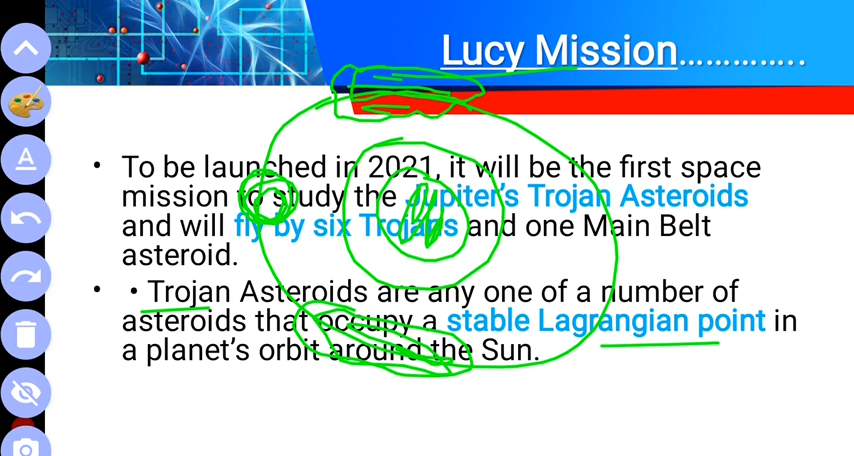 Lucy Mission…………..
• To be launched in 2021, it will be the first space
mission to study the Jupiter's Trojan Asteroids
and will fly by six Trojans and one Main Belt
asteroid.
• • Trojan Asteroids are any one of a number of
asteroids that occupy a stable Lagrangian point in
a planet's orbit around the Sun.